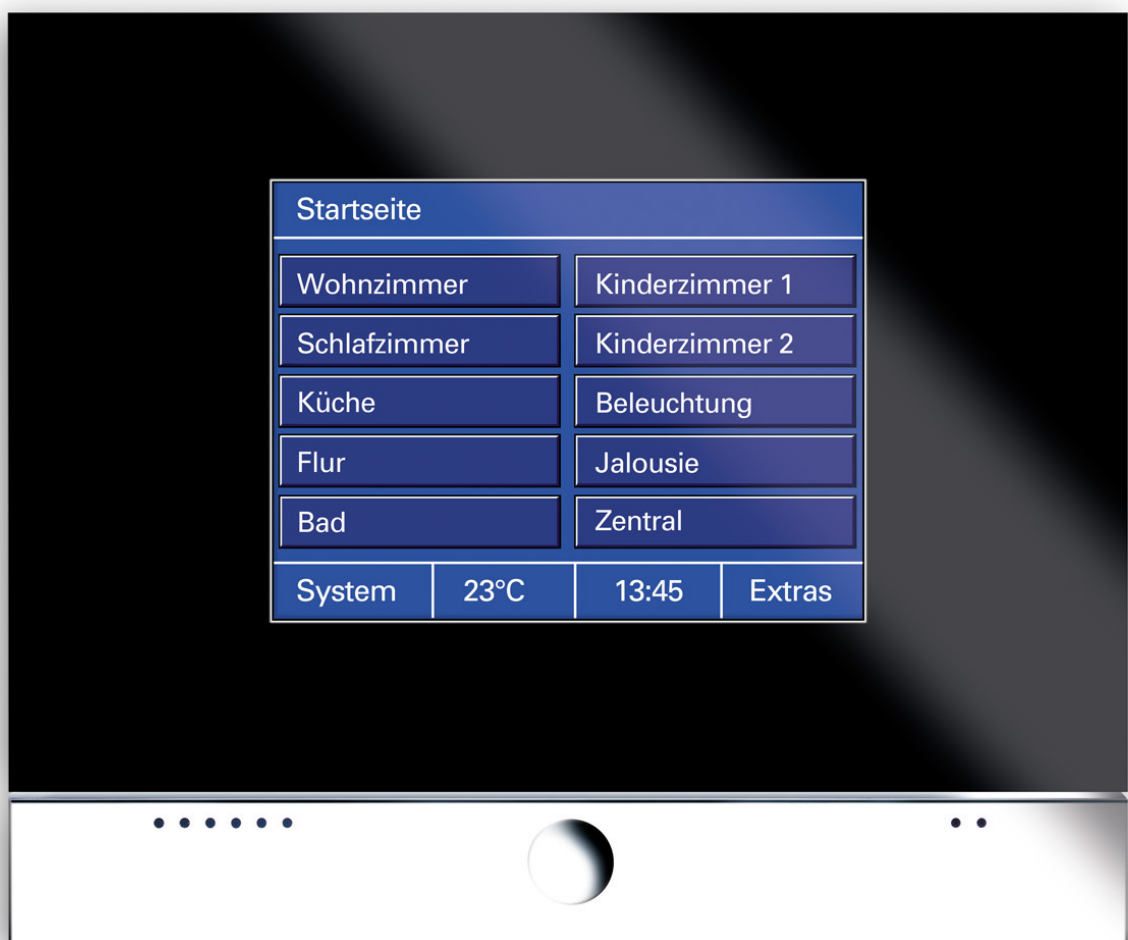 Startseite
Wohnzimmer
Kinderzimmer 1
Schlafzimmer
Kinderzimmer 2
Küche
Beleuchtung
Flur
Jalousie
Bad
Zentral
System
23°C
13:45
Extras